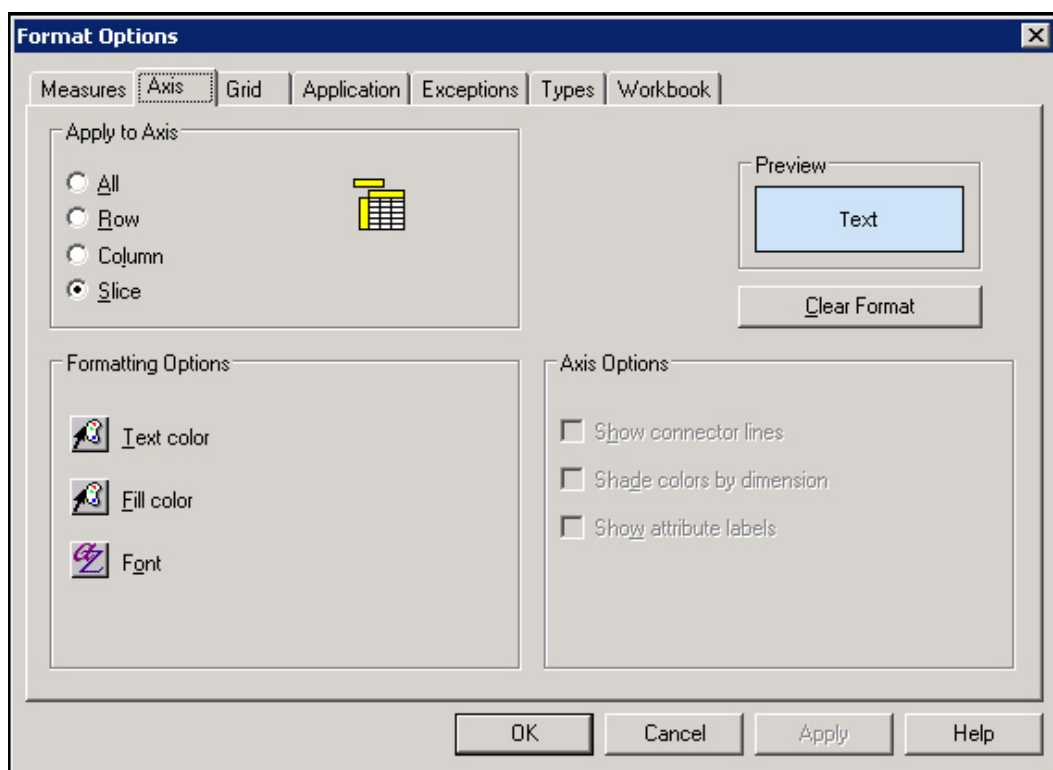 Format Options
Measures Axis Grid Application Exceptions Types Workbook
Apply to Axis
All
Row
Column
Slice
Preview
Text
Clear Format
Formatting Options
Text color
Fill color
Font
Axis Options
Show connector lines
Shade colors by dimension
Show attribute labels
OK Cancel Apply Help